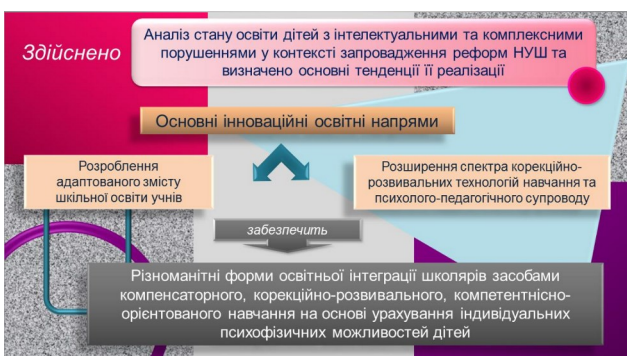 Здійснено
Аналіз стану освіти дітей з інтелектуальними та комплексними
порушеннями у контексті запровадження реформ НУШ та
визначено основні тенденції її реалізації
Основні інноваційні освітні напрями
Розроблення
адаптованого змісту
шкільної освіти учнів
Розширення спектра корекційно-
розвивальних технологій навчання та
психолого-педагогічного супроводу
забезпечить
Різноманітні форми освітньої інтеграції школярів засобами
компенсаторного, корекційно-розвивального, компетентнісно-
орієнтованого навчання на основі урахування індивідуальних
психофізичних можливостей дітей